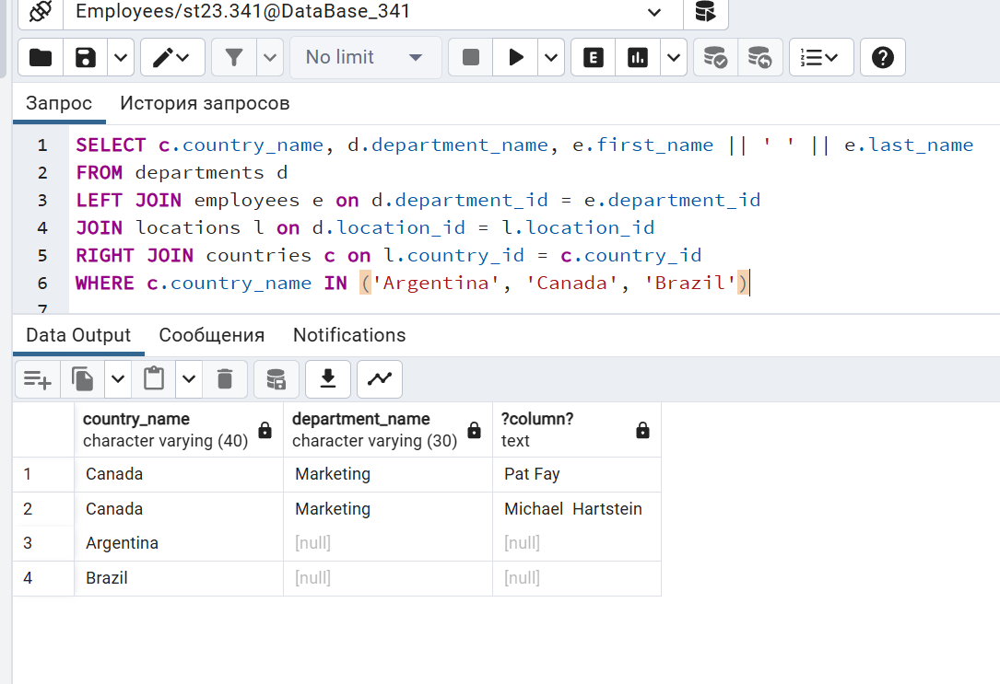 Employees/st23.341@DataBase_341
No limit
E
Запрос История запросов
1 SELECT c.country_name, d.department_name, e.first_name || ' ' || e.last_name
2 FROM departments d
3 LEFT JOIN employees e on d.department_id = e.department_id
4 JOIN locations l on d.location_id = l.location_id
5 RIGHT JOIN countries c on l.country_id = c.country_id
6 WHERE c.country_name IN ('Argentina', 'Canada', 'Brazil')
7
Data Output Сообщения Notifications
country_name department_name ?column?
character varying (40) character varying (30) text
1 Canada Marketing Pat Fay
2 Canada Marketing Michael  Hartstein
3 Argentina [null] [null]
4 Brazil [null] [null]